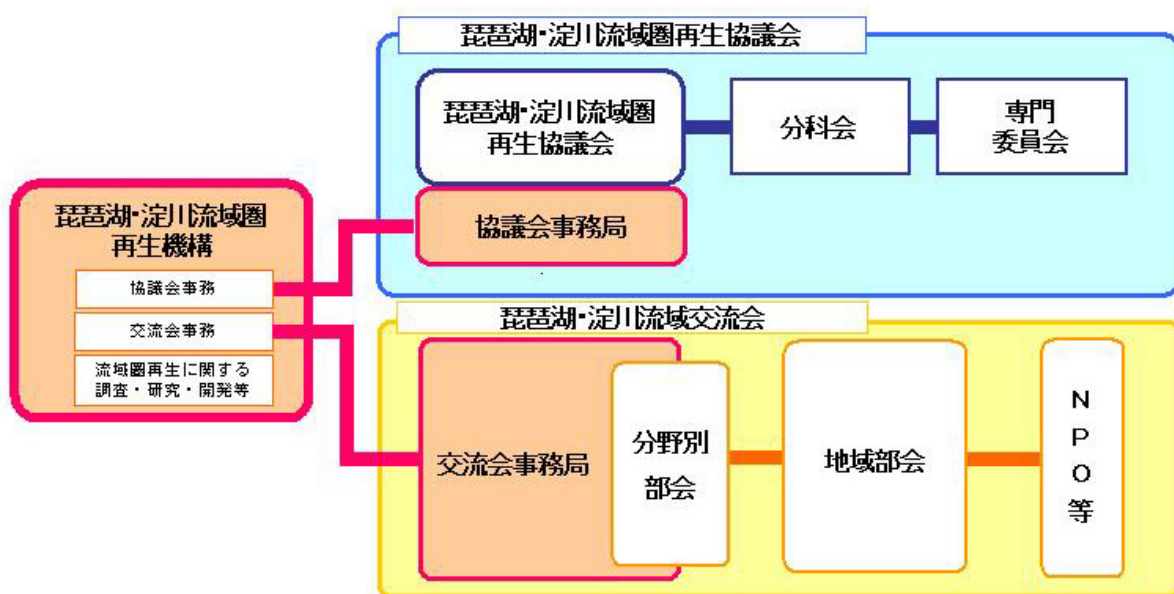 琵琶湖・淀川流域圏再生協議会
琵琶湖・淀川流域圏
再生協議会
分科会
専門
委員会
協議会事務局
琵琶湖・淀川流域圏
再生機構
協議会事務
交流会事務
流域圏再生に関する
調査・研究・開発等
琵琶湖・淀川流域交流会
交流会事務局
分野別
部会
地域部会
NPO等